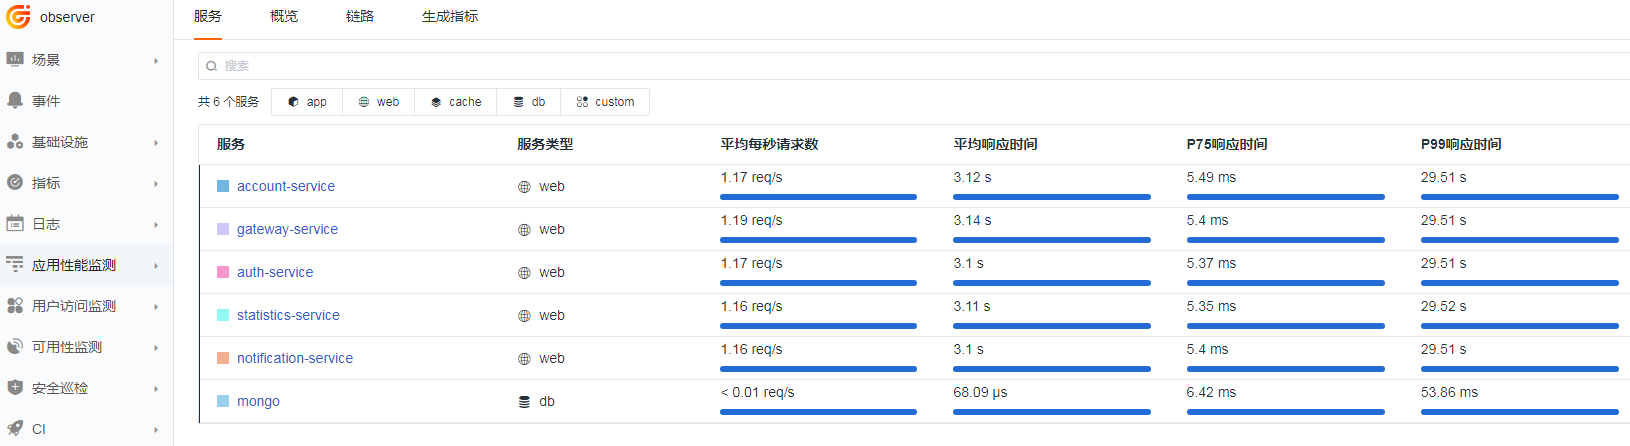 observer
服务 概览 链路 生成指标
场景
事件
基础设施
指标
日志
应用性能监测
用户访问监测
可用性监测
安全巡检
CI
搜索
共 6 个服务 app web cache db custom
服务 服务类型 平均每秒请求数 平均响应时间 P75响应时间 P99响应时间
account-service web 1.17 req/s 3.12 s 5.49 ms 29.51 s
gateway-service web 1.19 req/s 3.14 s 5.4 ms 29.51 s
auth-service web 1.17 req/s 3.1 s 5.37 ms 29.51 s
statistics-service web 1.16 req/s 3.11 s 5.35 ms 29.52 s
notification-service web 1.16 req/s 3.1 s 5.4 ms 29.51 s
mongo db < 0.01 req/s 68.09 μs 6.42 ms 53.86 ms